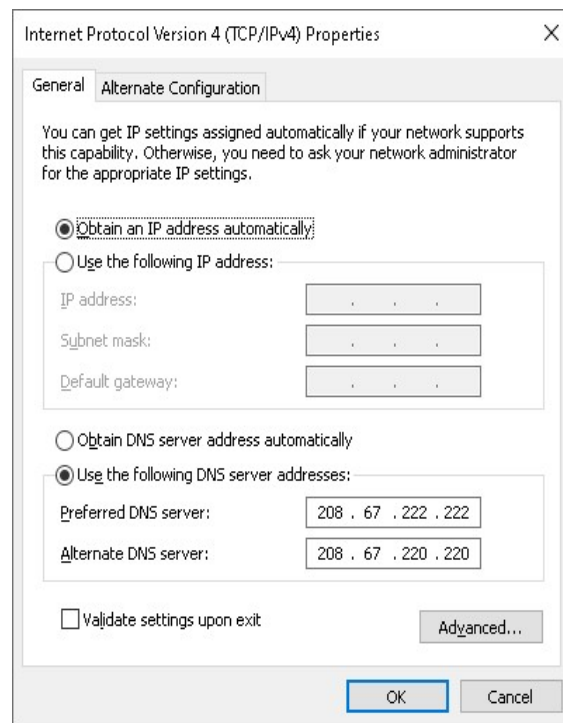 Internet Protocol Version 4 (TCP/IPv4) Properties
General
Alternate Configuration
You can get IP settings assigned automatically if your network supports
this capability. Otherwise, you need to ask your network administrator
for the appropriate IP settings.
Obtain an IP address automatically
Use the following IP address:
IP address:
. . .
Subnet mask:
. . .
Default gateway:
. . .
Obtain DNS server address automatically
Use the following DNS server addresses:
Preferred DNS server:
208 . 67 . 222 . 222
Alternate DNS server:
208 . 67 . 220 . 220
Validate settings upon exit
Advanced...
OK
Cancel